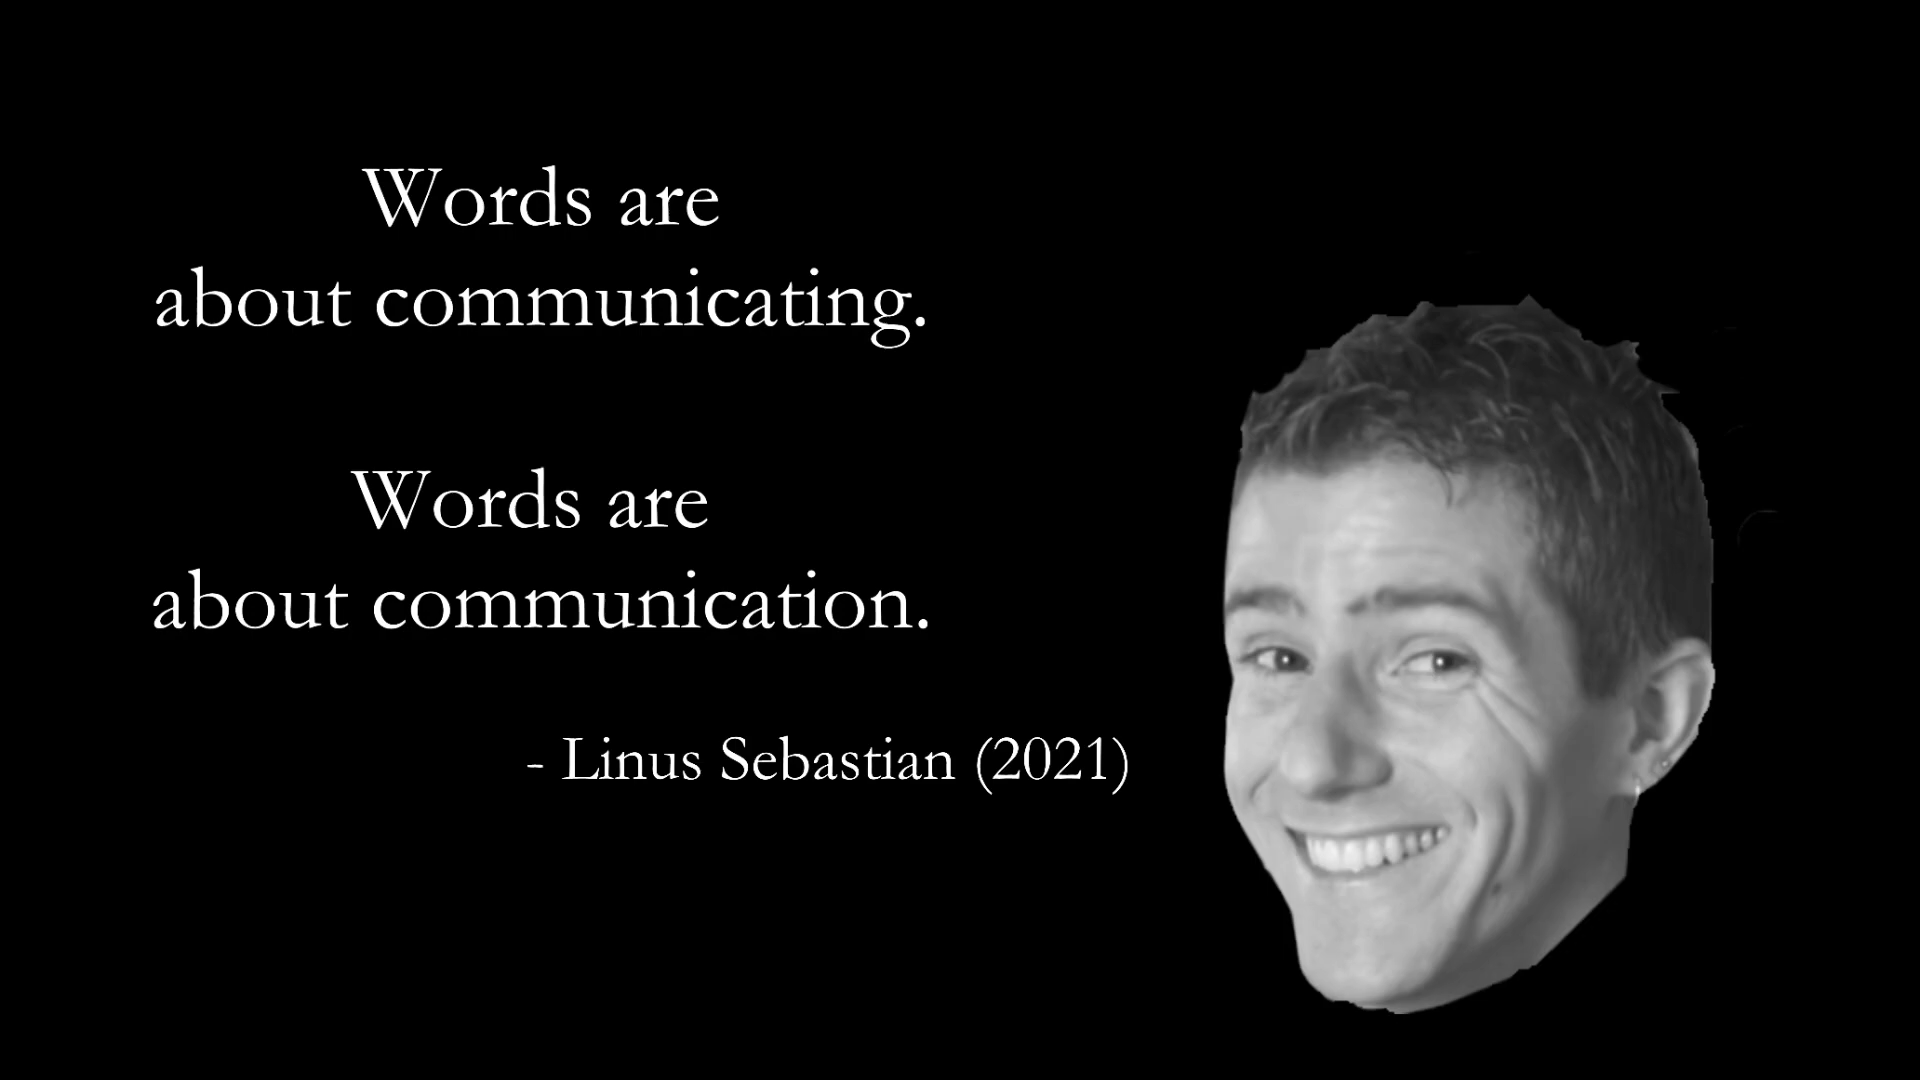 Words are
about communicating.
Words are
about communication.
- Linus Sebastian (2021)